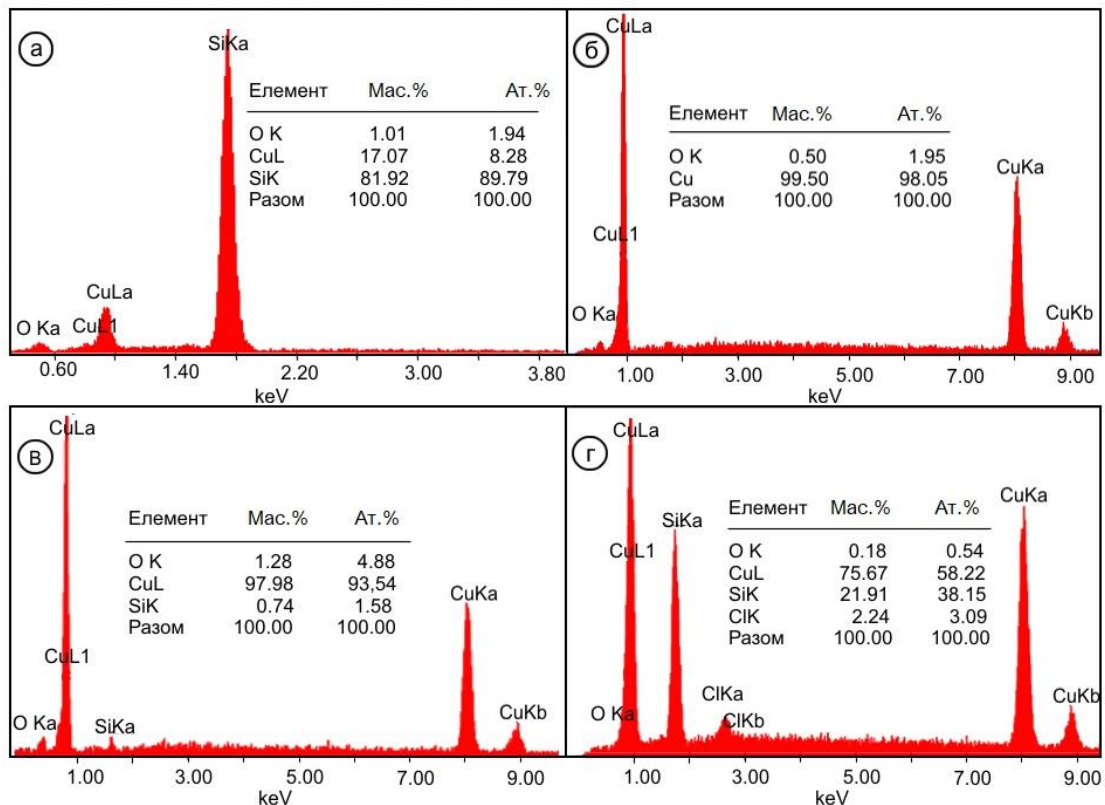 а
SiKa
Елемент Мас.% Ат.%
O K 1.01 1.94
CuL 17.07 8.28
SiK 81.92 89.79
Разом 100.00 100.00
CuLa
CuL1
O Ka
0.60 1.40 2.20 3.00 3.80
keV
б
CuLa
Елемент Мас.% Ат.%
O K 0.50 1.95
Cu 99.50 98.05
Разом 100.00 100.00
CuKa
CuL1
O Ka
CuKb
1.00 3.00 5.00 7.00 9.00
keV
в
CuLa
Елемент Мас.% Ат.%
O K 1.28 4.88
CuL 97.98 93,54
SiK 0.74 1.58
Разом 100.00 100.00
CuKa
CuL1
O Ka
SiKa
CuKb
1.00 3.00 5.00 7.00 9.00
keV
г
CuLa
SiKa
CuL1
Елемент Мас.% Ат.%
O K 0.18 0.54
CuL 75.67 58.22
SiK 21.91 38.15
ClK 2.24 3.09
Разом 100.00 100.00
CuKa
O Ka
ClKa
ClKb
CuKb
1.00 3.00 5.00 7.00 9.00
keV